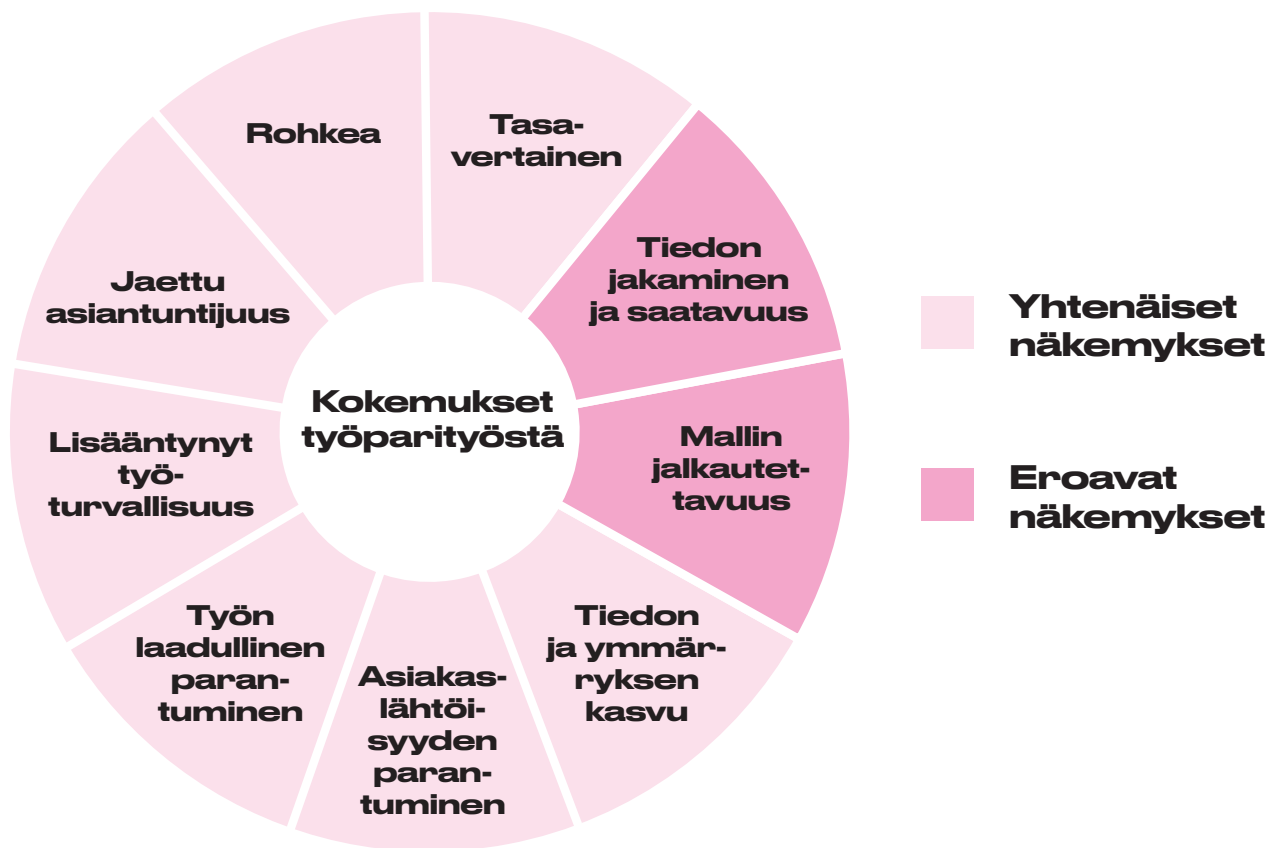 Kokemukset
työparityöstä
Tasa-
vertainen
Tiedon
jakaminen
ja saatavuus
Mallin
jalkautet-
tavuus
Tiedon
ja ymmär-
ryksen
kasvu
Asiakas-
lähtöi-
syyden
paran-
tuminen
Työn
laadullinen
paran-
tuminen
Lisääntynyt
työ-
turvallisuus
Jaettu
asiantuntijuus
Rohkea
Yhtenäiset
näkemykset
Eroavat
näkemykset